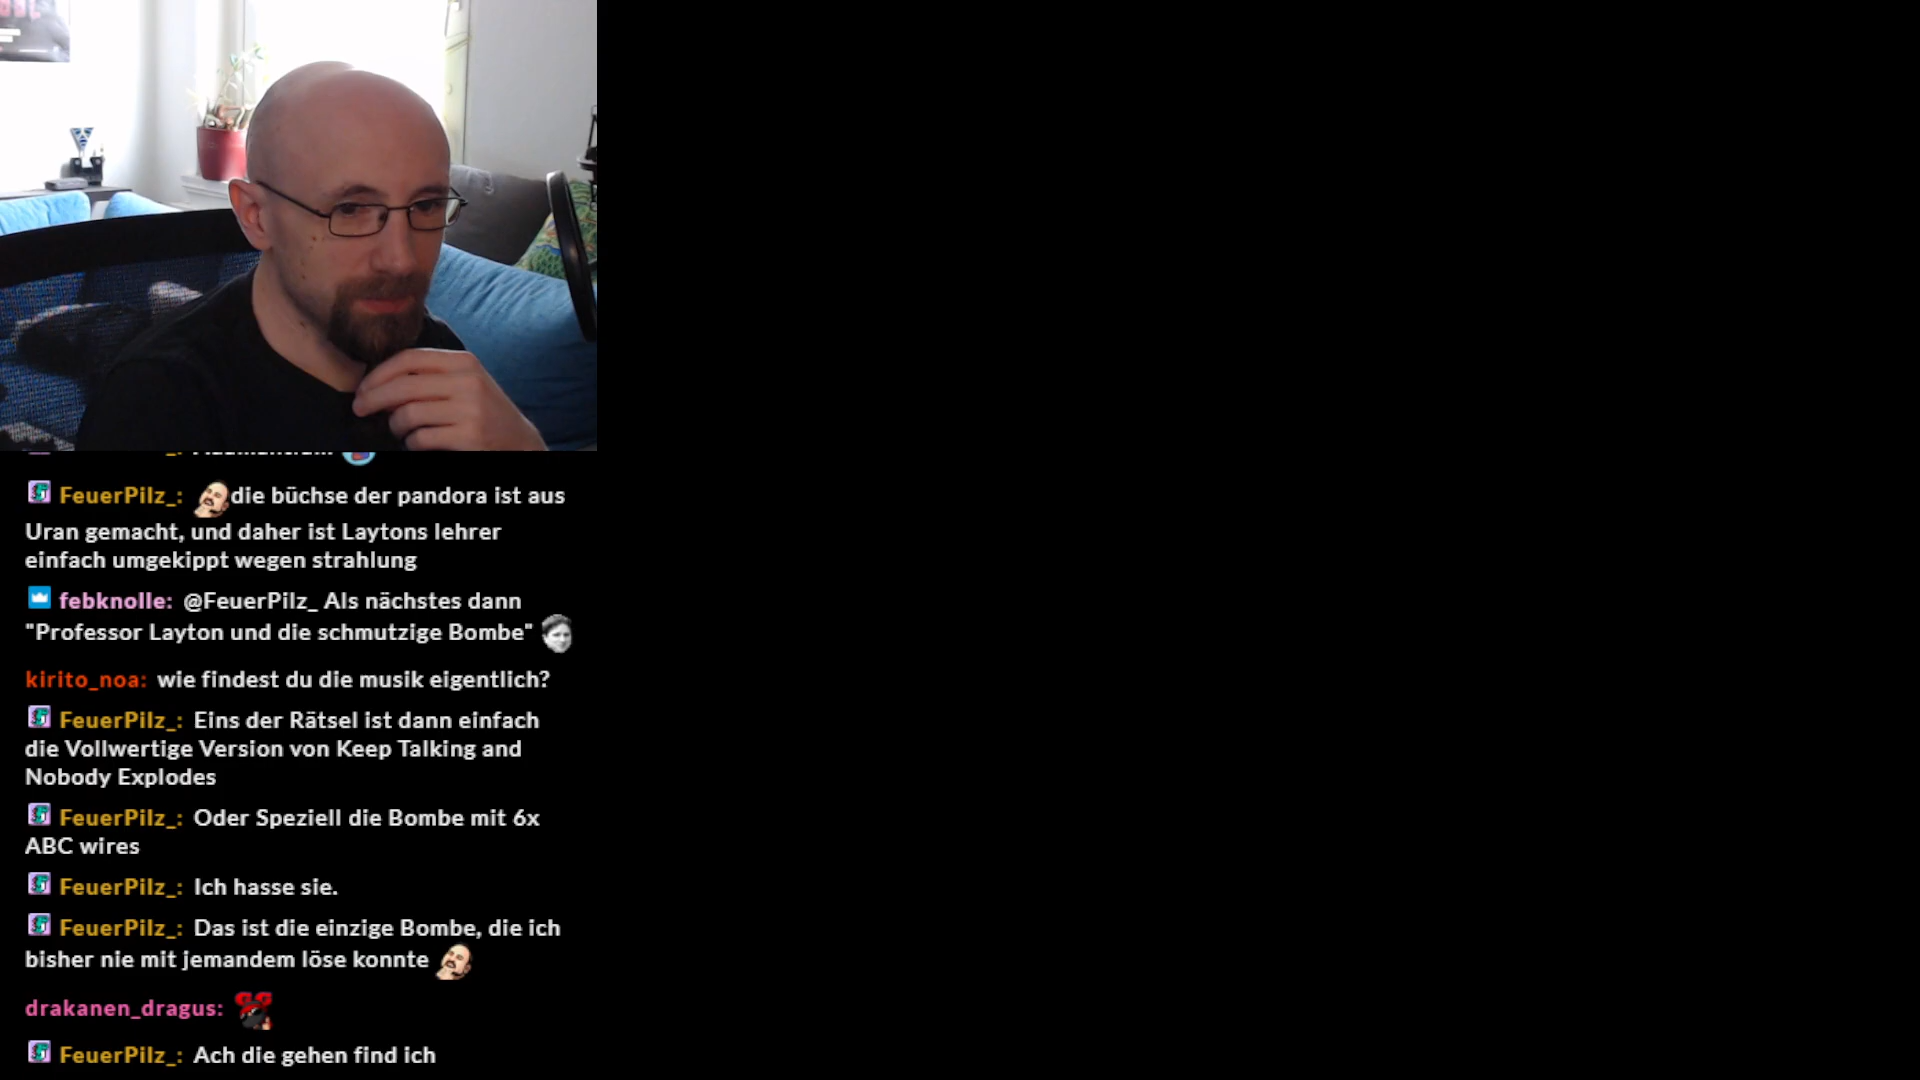 FeuerPilz_: die büchse der pandora ist aus
Uran gemacht, und daher ist Laytons lehrer
einfach umgekippt wegen strahlung
febknolle: @FeuerPilz_ Als nächstes dann
"Professor Layton und die schmutzige Bombe"
kirito_noa: wie findest du die musik eigentlich?
FeuerPilz_: Eins der Rätsel ist dann einfach
die Vollwertige Version von Keep Talking and
Nobody Explodes
FeuerPilz_: Oder Speziell die Bombe mit 6x
ABC wires
FeuerPilz_: Ich hasse sie.
FeuerPilz_: Das ist die einzige Bombe, die ich
bisher nie mit jemandem löse konnte
drakanen_dragus:
FeuerPilz_: Ach die gehen find ich